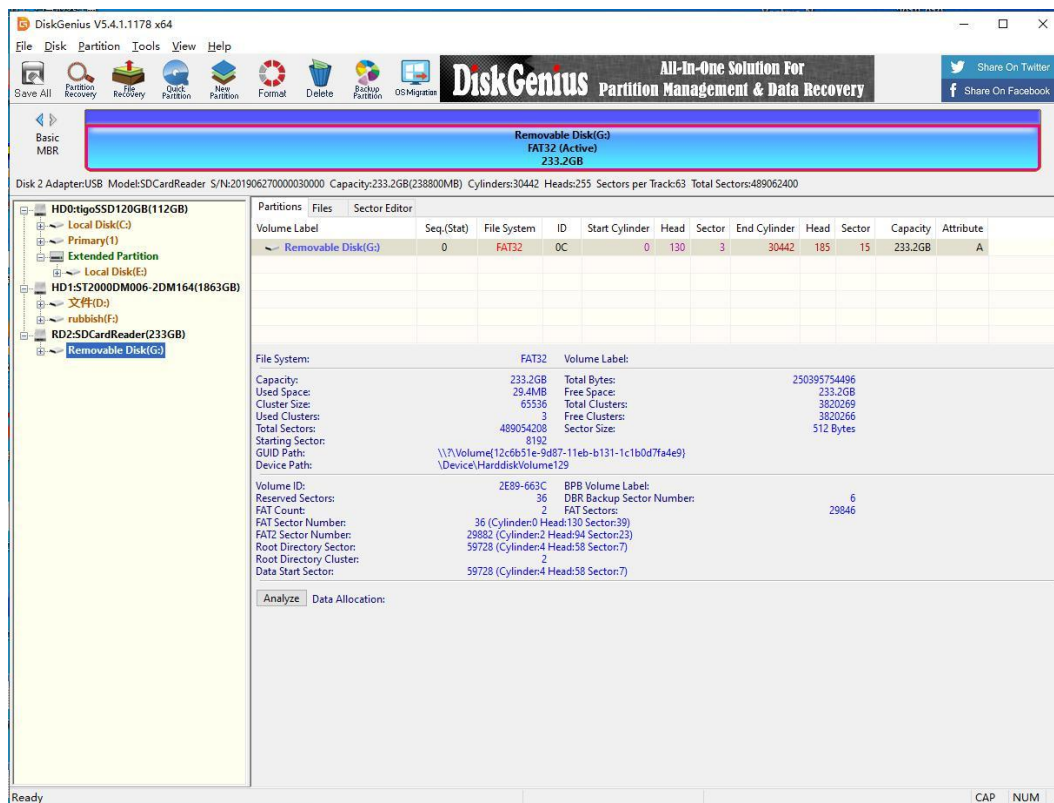 DiskGenius V5.4.1.1178 x64
File Disk Partition Tools View Help
Save All Partition Recovery File Recovery Quick Partition New Partition Format Delete Backup Partition OS Migration
DiskGenius All-In-One Solution For Partition Management & Data Recovery
Share On Twitter
Share On Facebook
Basic
MBR
Removable Disk(G:)
FAT32 (Active)
233.2GB
Disk 2 Adapter:USB Model:SDCardReader S/N:201906270000030000 Capacity:233.2GB(238800MB) Cylinders:30442 Heads:255 Sectors per Track:63 Total Sectors:489062400
HD0:tigoSSD120GB(112GB)
Local Disk(C:)
Primary(1)
Extended Partition
Local Disk(E:)
HD1:ST2000DM006-2DM164(1863GB)
文件(D:)
rubbish(F:)
RD2:SDCardReader(233GB)
Removable Disk(G:)
Partitions Files Sector Editor
Volume Label Seq.(Stat) File System ID Start Cylinder Head Sector End Cylinder Head Sector Capacity Attribute
Removable Disk(G:) 0 FAT32 0C 0 130 3 30442 185 15 233.2GB A
File System: FAT32 Volume Label:
Capacity: 233.2GB Total Bytes: 250395754496
Used Space: 29.4MB Free Space: 233.2GB
Cluster Size: 65536 Total Clusters: 3820269
Used Clusters: 3 Free Clusters: 3820266
Total Sectors: 489054208 Sector Size: 512 Bytes
Starting Sector: 8192
GUID Path: \\?\Volume{12c6b51e-9d87-11eb-b131-1c1b0d7fa4e9}
Device Path: \Device\HarddiskVolume129
Volume ID: 2E89-663C BPB Volume Label:
Reserved Sectors: 36 DBR Backup Sector Number: 6
FAT Count: 2 FAT Sectors: 29846
FAT Sector Number: 36 (Cylinder:0 Head:130 Sector:39)
FAT2 Sector Number: 29882 (Cylinder:2 Head:94 Sector:23)
Root Directory Sector: 59728 (Cylinder:4 Head:58 Sector:7)
Root Directory Cluster: 2
Data Start Sector: 59728 (Cylinder:4 Head:58 Sector:7)
Analyze Data Allocation:
Ready CAP NUM